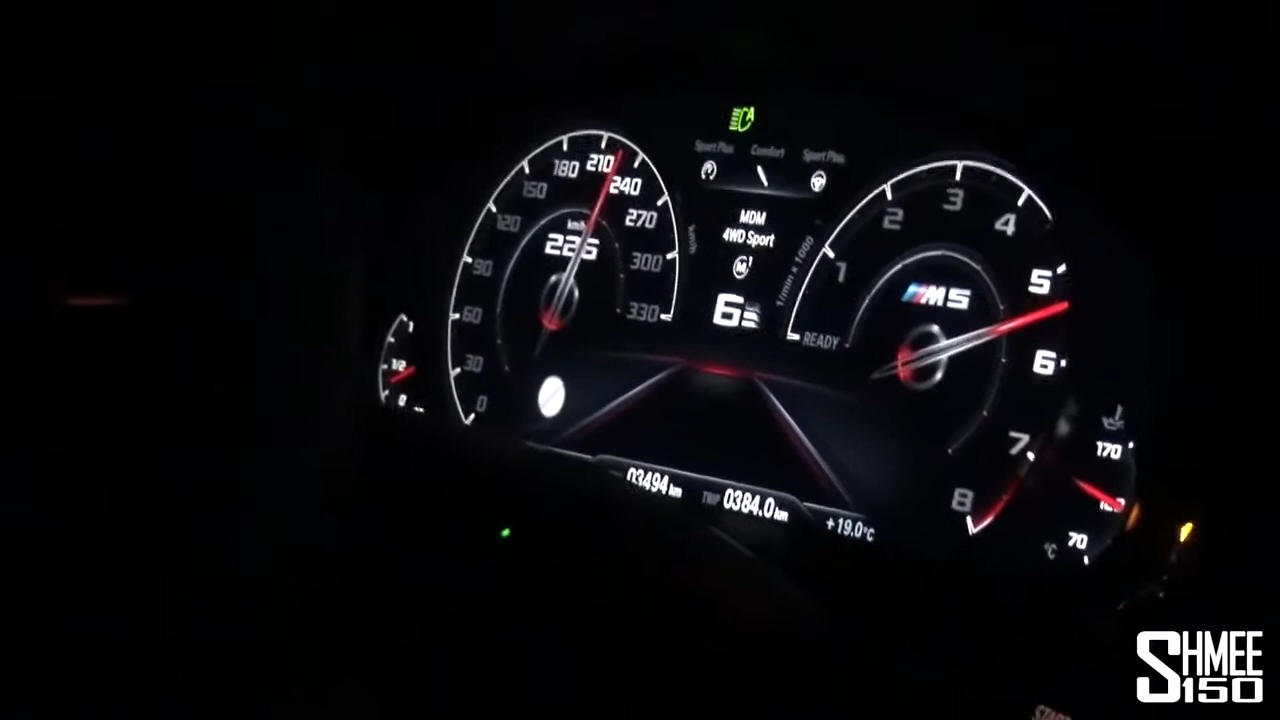 Sport Plus Comfort Sport Plus
MDM
4WD Sport
M1
6
km/h
226
0
30
60
90
120
150
180
210
240
270
300
330
1/2
0
1/min x 1000
READY
1
2
3
4
5
6
7
8
M5
03494 km
TRIP 0384.0 km
+19.0°C
170
70
°C
SHMEE
150